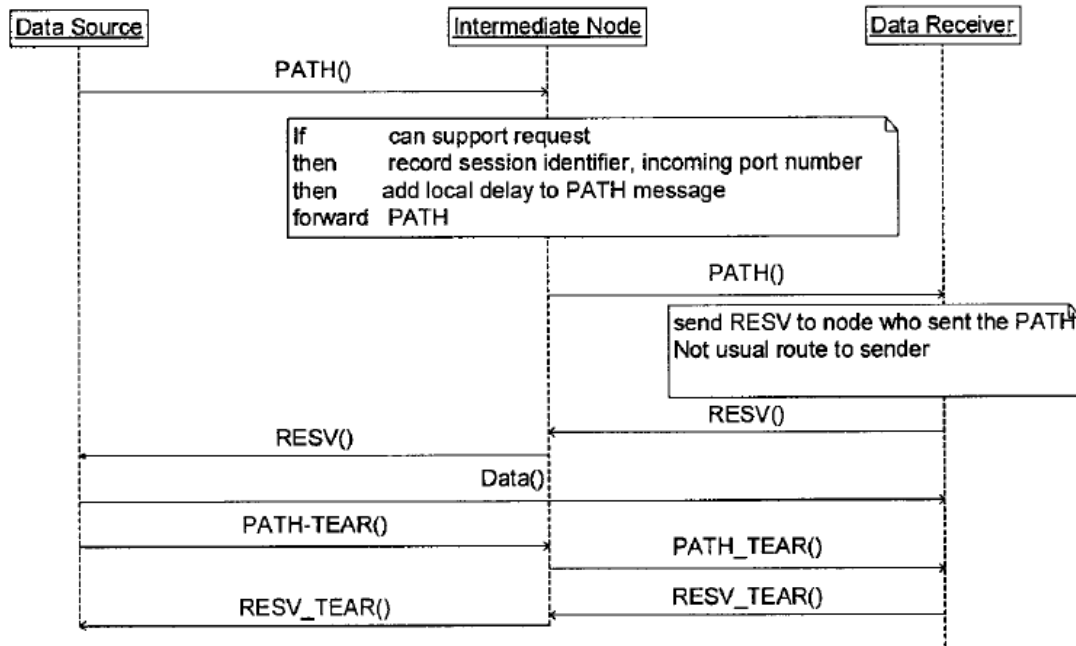 Data Source
Intermediate Node
Data Receiver
PATH()
If can support request
then record session identifier, incoming port number
then add local delay to PATH message
forward PATH
PATH()
send RESV to node who sent the PATH
Not usual route to sender
RESV()
RESV()
Data()
PATH-TEAR()
PATH_TEAR()
RESV_TEAR()
RESV_TEAR()